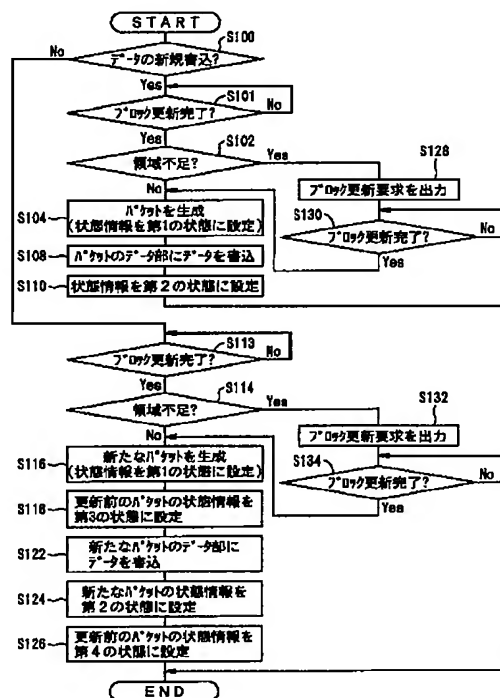 START
S100
No
データの新規書込?
Yes
S101
ブロック更新完了?
No
Yes
S102
領域不足?
Yes
No
S128
ブロック更新要求を出力
S104
パケットを生成
(状態情報を第1の状態に設定)
S130
ブロック更新完了?
No
Yes
S108
パケットのデータ部にデータを書込
S110
状態情報を第2の状態に設定
S113
ブロック更新完了?
No
Yes
S114
領域不足?
Yes
No
S132
ブロック更新要求を出力
S116
新たなパケットを生成
(状態情報を第1の状態に設定)
S134
ブロック更新完了?
No
Yes
S118
更新前のパケットの状態情報を
第3の状態に設定
S122
新たなパケットのデータ部に
データを書込
S124
新たなパケットの状態情報を
第2の状態に設定
S126
更新前のパケットの状態情報を
第4の状態に設定
END